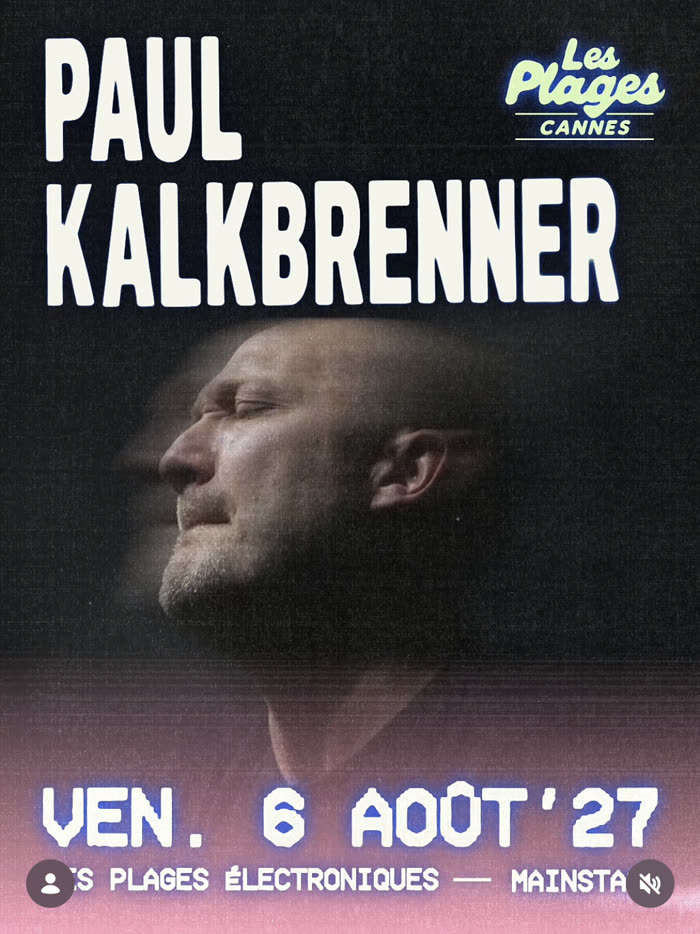 PAUL
KALKBRENNER
Les
Plages
CANNES
VEN. 6 AOÛT'27
PLAGES ÉLECTRONIQUES —